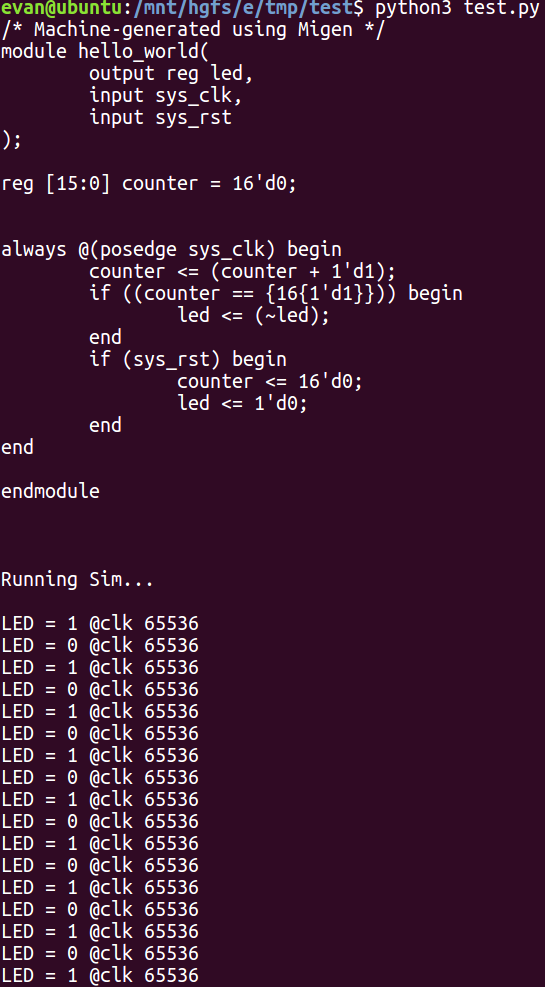 evan@ubuntu:/mnt/hgfs/e/tmp/test$ python3 test.py
/* Machine-generated using Migen */
module hello_world(
        output reg led,
        input sys_clk,
        input sys_rst
);

reg [15:0] counter = 16'd0;


always @(posedge sys_clk) begin
        counter <= (counter + 1'd1);
        if ((counter == {16{1'd1}})) begin
                led <= (~led);
        end
        if (sys_rst) begin
                counter <= 16'd0;
                led <= 1'd0;
        end
end

endmodule



Running Sim...

LED = 1 @clk 65536
LED = 0 @clk 65536
LED = 1 @clk 65536
LED = 0 @clk 65536
LED = 1 @clk 65536
LED = 0 @clk 65536
LED = 1 @clk 65536
LED = 0 @clk 65536
LED = 1 @clk 65536
LED = 0 @clk 65536
LED = 1 @clk 65536
LED = 0 @clk 65536
LED = 1 @clk 65536
LED = 0 @clk 65536
LED = 1 @clk 65536
LED = 0 @clk 65536
LED = 1 @clk 65536